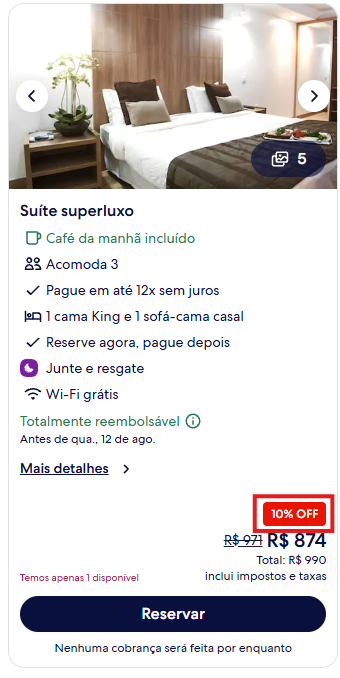 5
Suíte superluxo
Café da manhã incluído
Acomoda 3
Pague em até 12x sem juros
1 cama King e 1 sofá-cama casal
Reserve agora, pague depois
Junte e resgate
Wi-Fi grátis
Totalmente reembolsável
Antes de qua., 12 de ago.
Mais detalhes
10% OFF
R$ 971 R$ 874
Total: R$ 990
Temos apenas 1 disponível inclui impostos e taxas
Reservar
Nenhuma cobrança será feita por enquanto